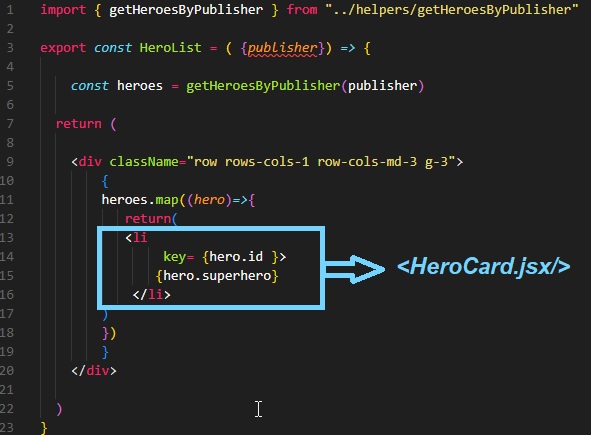 1 import { getHeroesByPublisher } from "../helpers/getHeroesByPublisher"
2
3 export const HeroList = ( {publisher}) => {
4
5 const heroes = getHeroesByPublisher(publisher)
6
7 return (
8
9 <div className="row rows-cols-1 row-cols-md-3 g-3">
10 {
11 heroes.map((hero)=>{
12 return(
13 <li
14 key= {hero.id }>
15 {hero.superhero}
16 </li>
17 )
18 })
19 }
20 </div>
21
22 )
23 }
<HeroCard.jsx/>